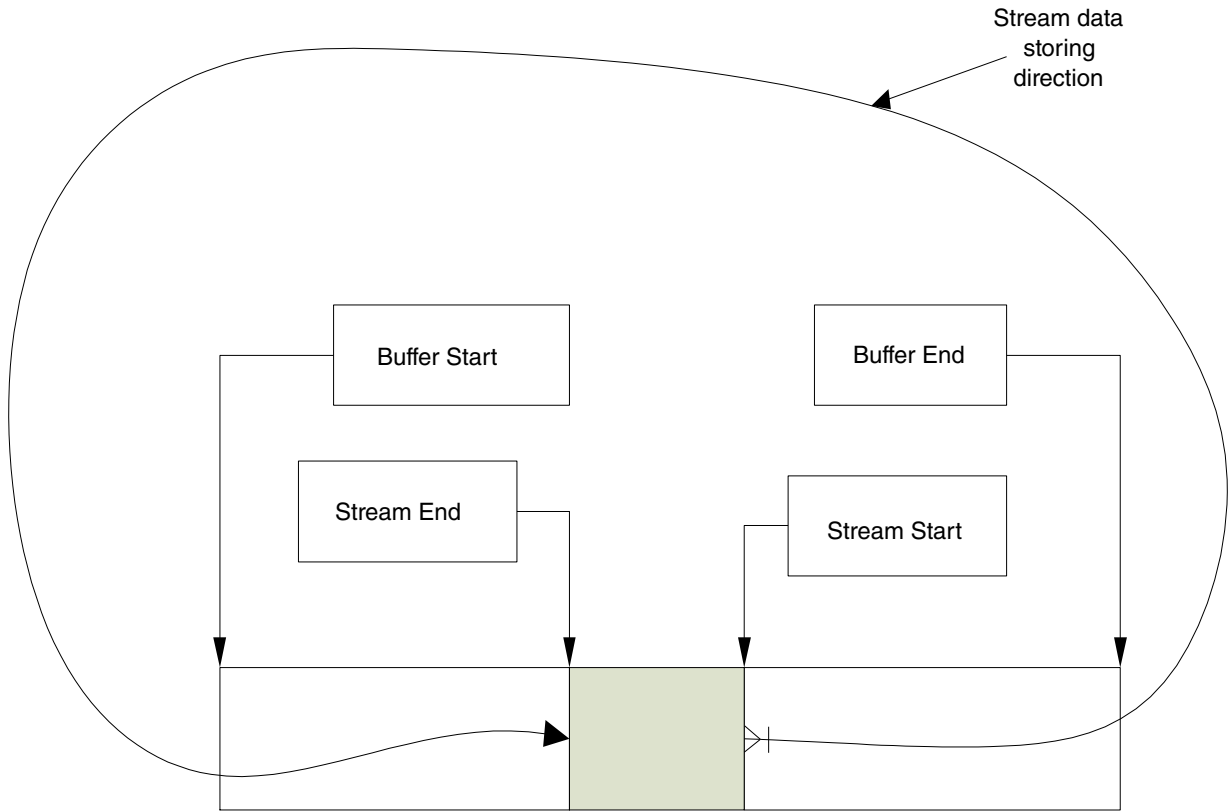 Stream data
storing
direction
Buffer Start
Buffer End
Stream End
Stream Start